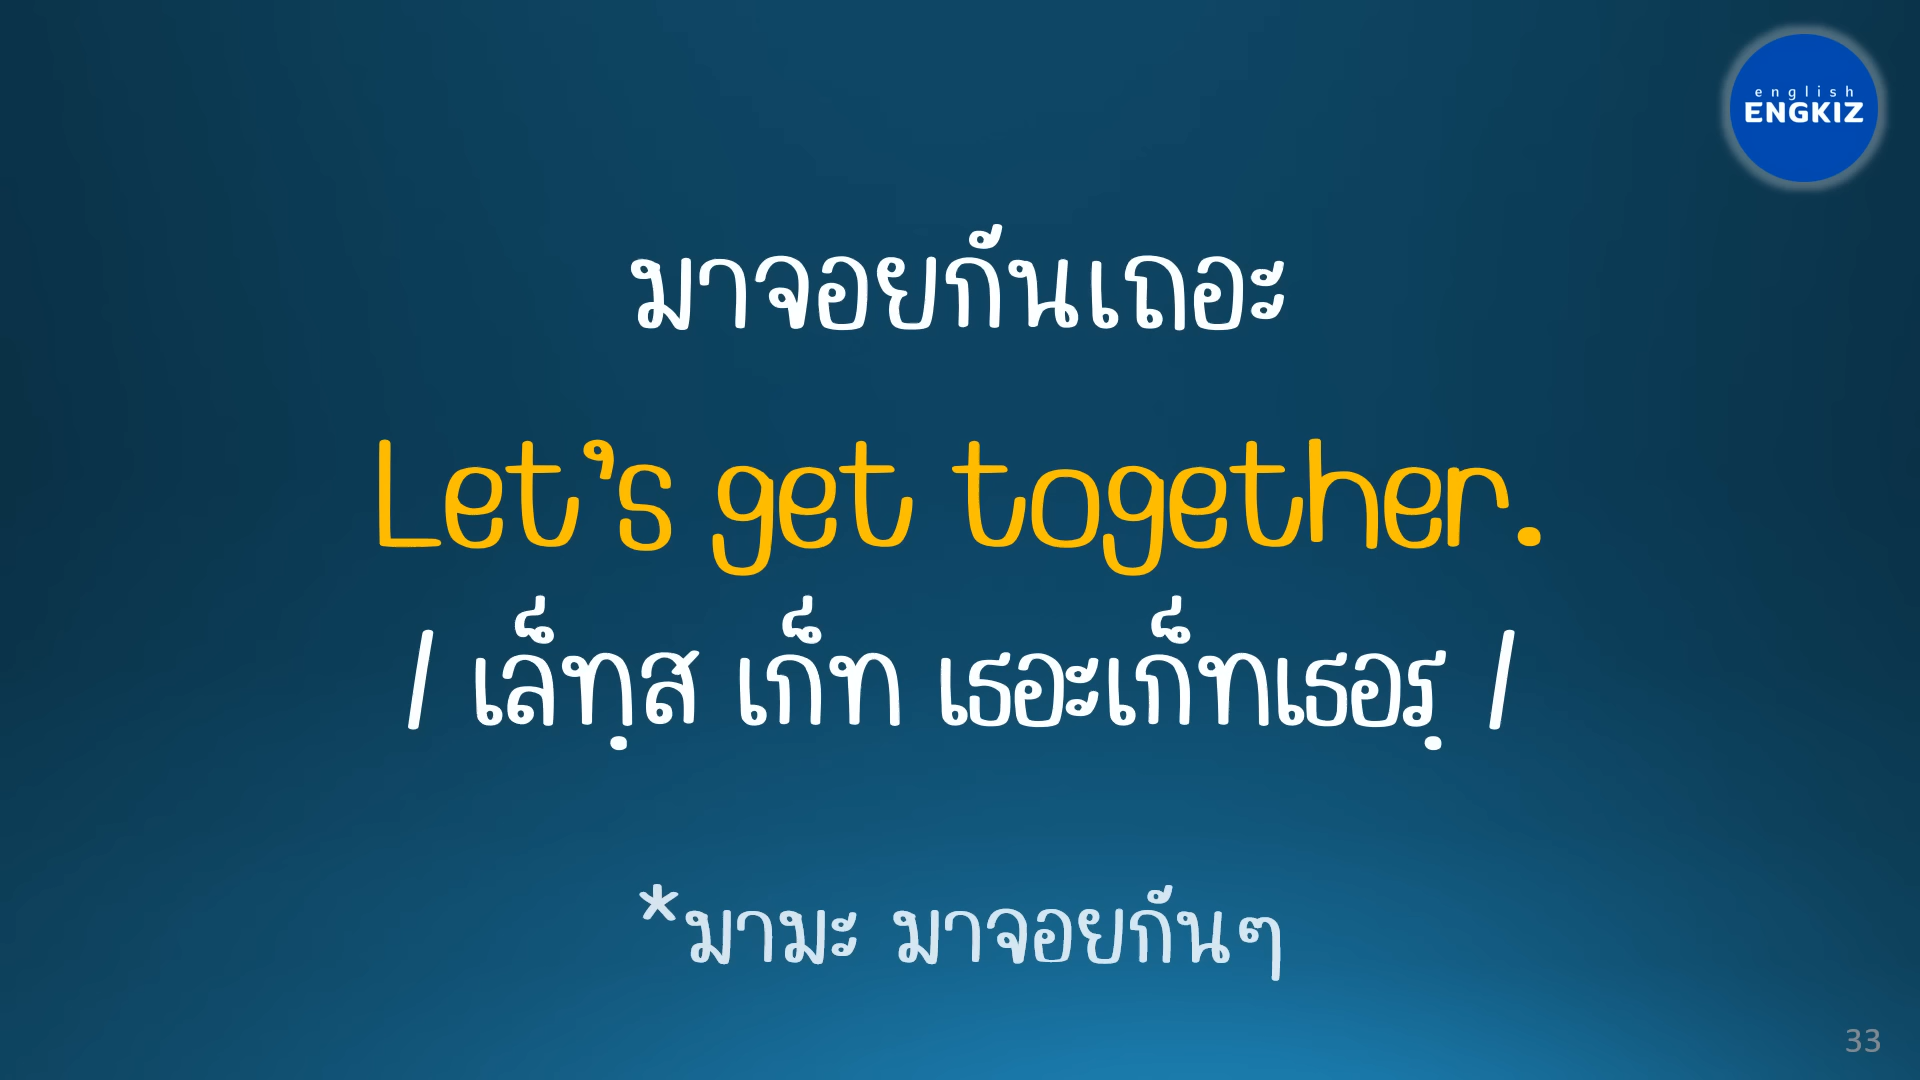 english
ENGKIZ
มาจอยกันเถอะ
Let's get together.
/ เล็ทฺส เก็ท เธอะเก็ทเธอรฺ /
*มามะ มาจอยกันๆ
33